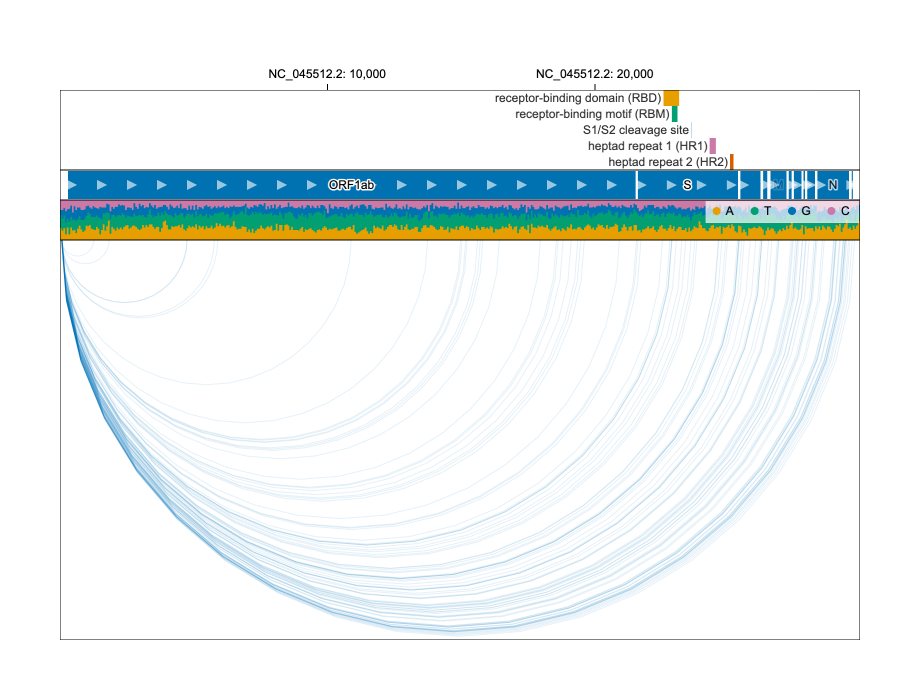 NC_045512.2: 10,000 NC_045512.2: 20,000
receptor-binding domain (RBD)
receptor-binding motif (RBM)
S1/S2 cleavage site
heptad repeat 1 (HR1)
heptad repeat 2 (HR2)
ORF1ab S N
A T G C